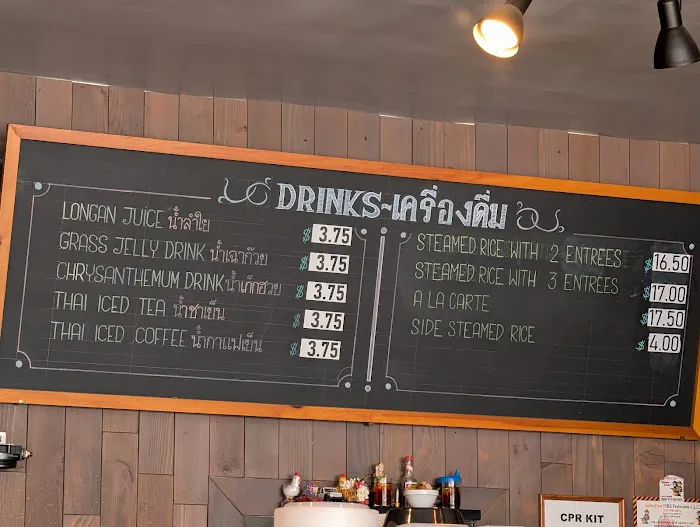 DRINKS~เครื่องดื่ม
LONGAN JUICE น้ำลำใย $ 3.75
GRASS JELLY DRINK น้ำเฉาก๊วย $ 3.75
CHRYSANTHEMUM DRINK น้ำเก๊กฮวย $ 3.75
THAI ICED TEA น้ำชาเย็น $ 3.75
THAI ICED COFFEE น้ำกาแฟเย็น $ 3.75
STEAMED RICE WITH 2 ENTREES $ 16.50
STEAMED RICE WITH 3 ENTREES $ 17.00
A LA CARTE $ 17.50
SIDE STEAMED RICE $ 4.00
CPR KIT